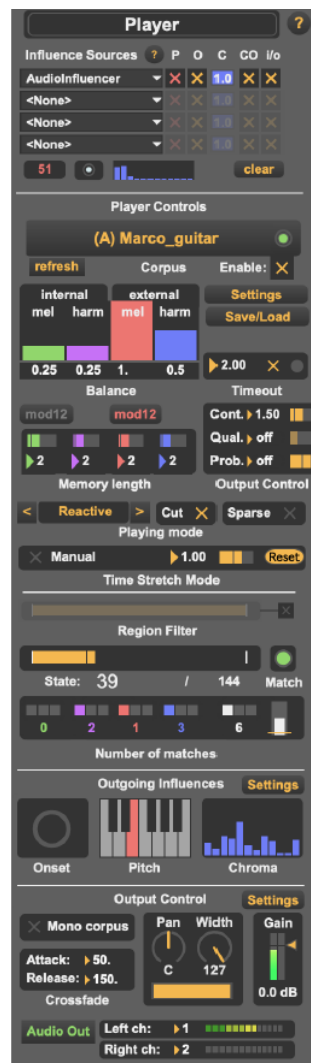 Player ?
Influence Sources ? P O C CO i/o
AudioInfluencer 1.0
<None> 1.0
<None> 1.0
<None> 1.0
51 clear
Player Controls
(A) Marco_guitar
refresh Corpus Enable:
internal external Settings
mel harm mel harm Save/Load
2.00
0.25 0.25 1. 0.5
Balance Timeout
mod12 mod12 Cont. 1.50
Qual. off
2 2 2 2 Prob. off
Memory length Output Control
< Reactive > Cut Sparse
Playing mode
Manual 1.00 Reset
Time Stretch Mode
Region Filter
State: 39 / 144 Match
0 2 1 3 6
Number of matches
Outgoing Influences Settings
Onset Pitch Chroma
Output Control Settings
Mono corpus Pan Width Gain
Attack: 50.
Release: 150. C 127
Crossfade 0.0 dB
Audio Out Left ch: 1
Right ch: 2